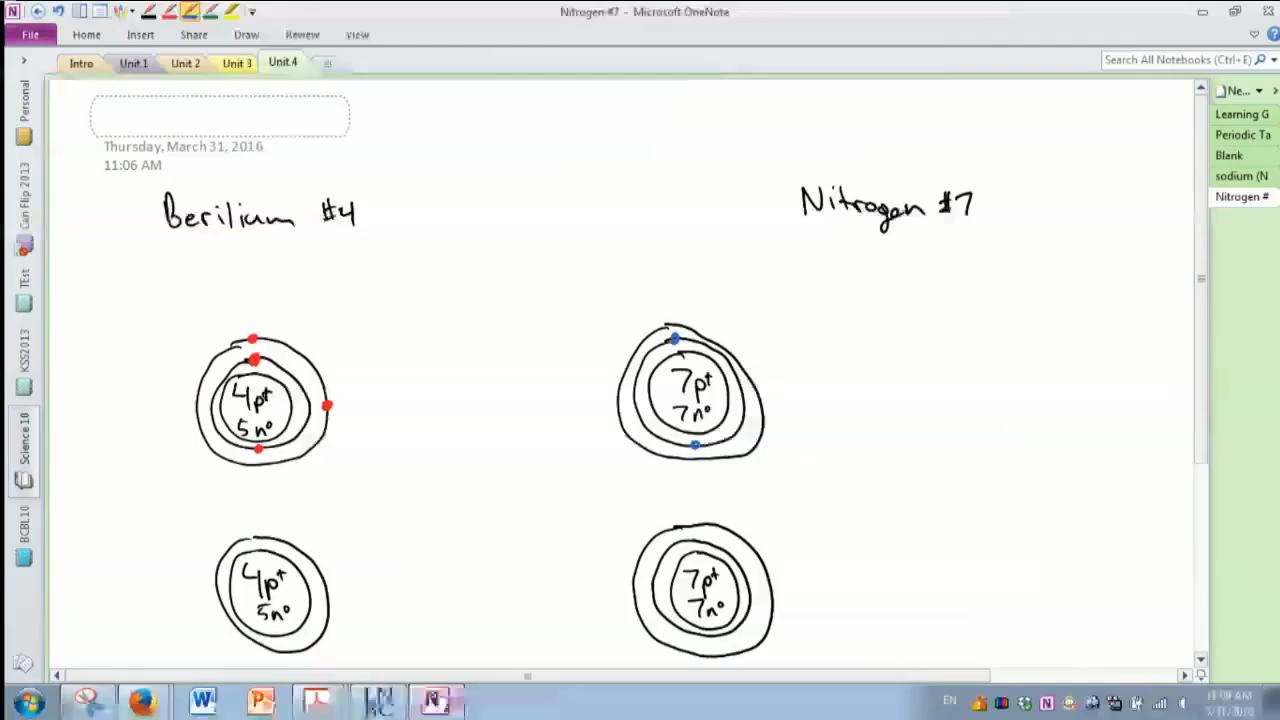 Nitrogen #7 - Microsoft OneNote
File Home Insert Share Draw Review View
Intro Unit 1 Unit 2 Unit 3 Unit 4
Search All Notebooks (Ctrl+E)
Personal
Can Flip 2013
TEst
KSS2013
Science 10
BCBL10
Ne...
Learning G
Periodic Ta
Blank
sodium (N
Nitrogen #
Thursday, March 31, 2016
11:06 AM
Berilium #4
Nitrogen #7
4p+
5n°
7p+
7n°
4p+
5n°
7p+
7n°
EN